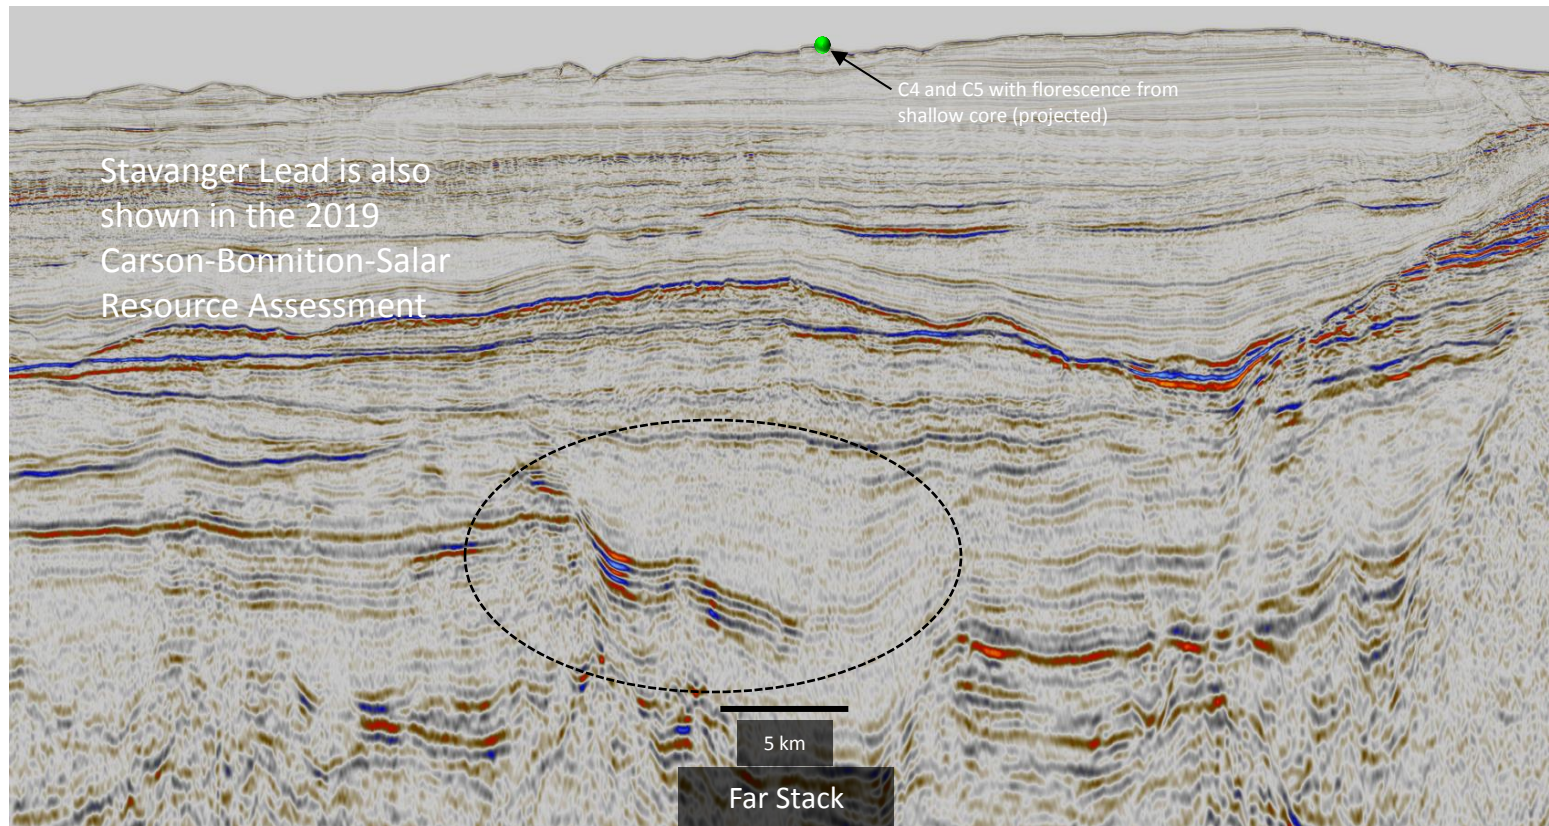 C4 and C5 with florescence from
shallow core (projected)
Stavanger Lead is also
shown in the 2019
Carson-Bonnition-Salar
Resource Assessment
5 km
Far Stack